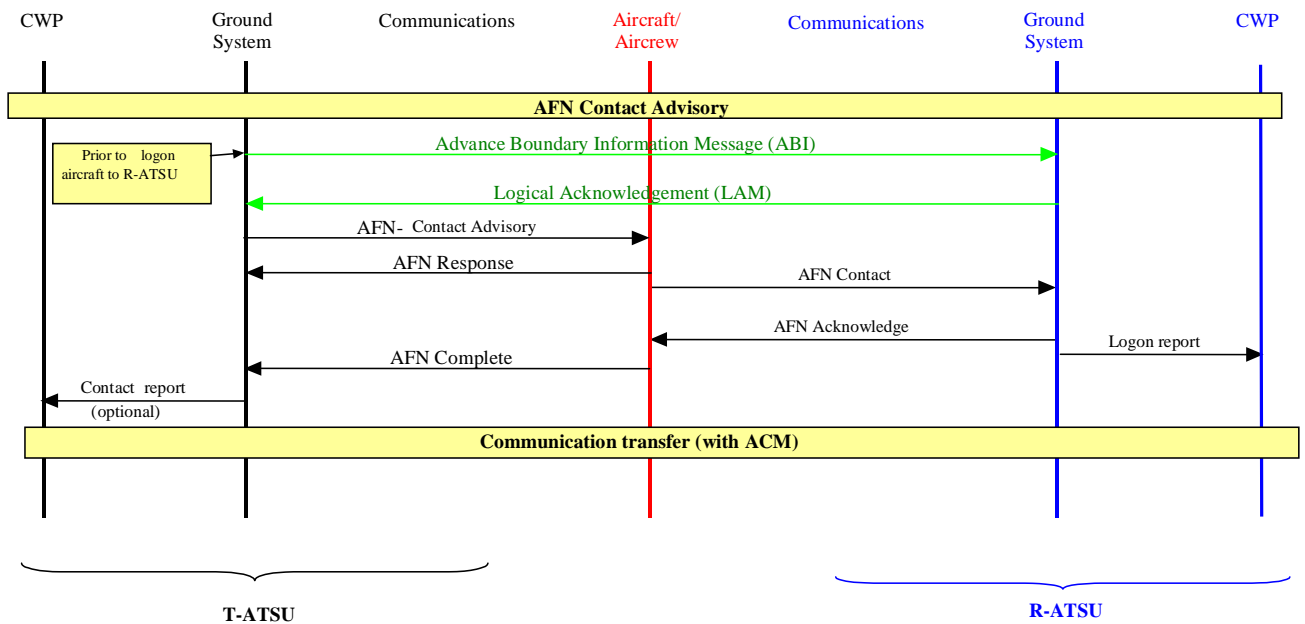 CWP
Ground
System
Communications
Aircraft/
Aircrew
Communications
Ground
System
CWP
AFN Contact Advisory
Prior to logon
aircraft to R-ATSU
Advance Boundary Information Message (ABI)
Logical Acknowledgement (LAM)
AFN- Contact Advisory
AFN Response
AFN Contact
AFN Acknowledge
Logon report
AFN Complete
Contact report
(optional)
Communication transfer (with ACM)
T-ATSU
R-ATSU